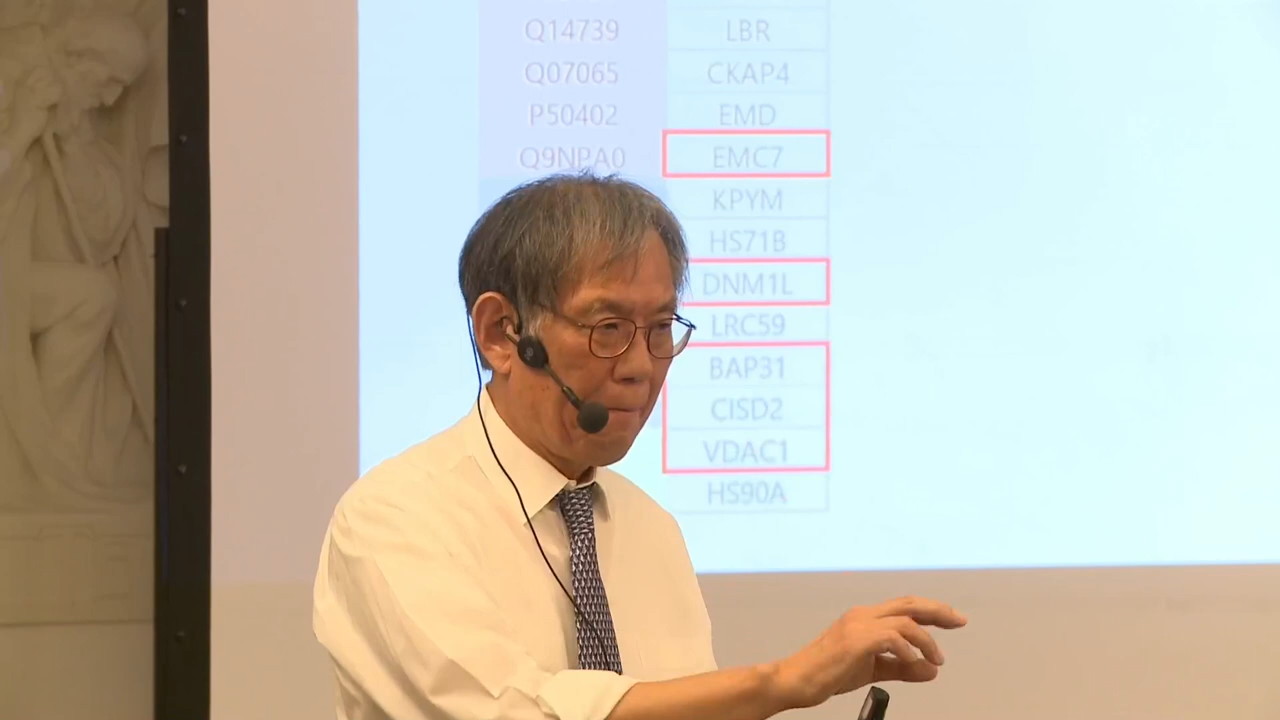 Q14739 LBR
Q07065 CKAP4
P50402 EMD
Q9NPA0 EMC7
KPYM
HS71B
DNM1L
LRC59
BAP31
CISD2
VDAC1
HS90A